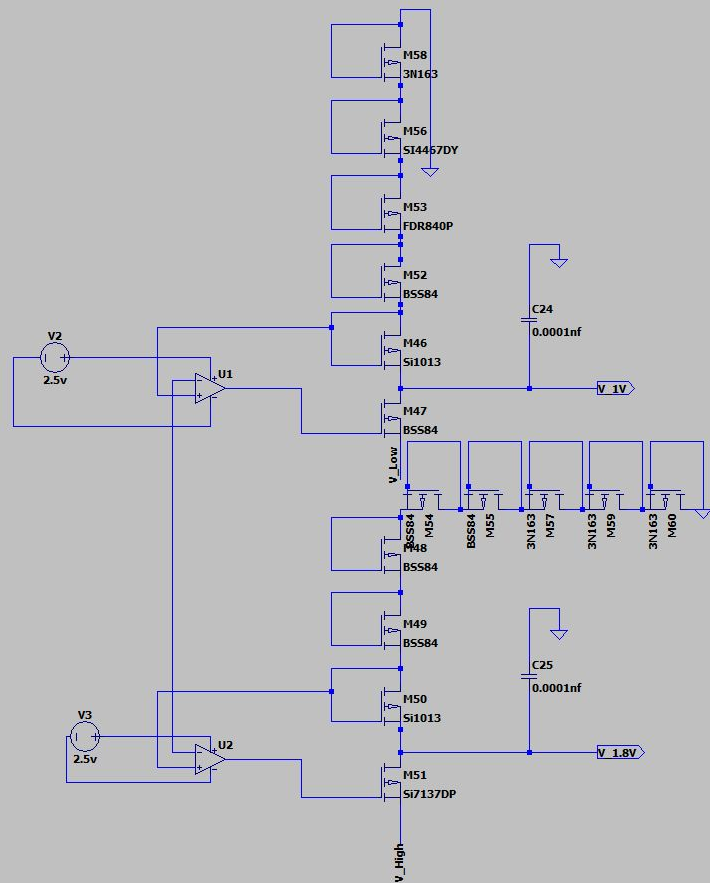 M58
3N163
M56
SI4467DY
M53
FDR840P
M52
BSS84
C24
0.0001nf
V2
2.5v
M46
Si1013
U1
V_1V
M47
BSS84
V_Low
BSS84
M54
BSS84
M55
3N163
M57
3N163
M59
3N163
M60
M48
BSS84
M49
BSS84
C25
0.0001nf
M50
Si1013
V3
2.5v
U2
V_1.8V
M51
Si7137DP
V_High